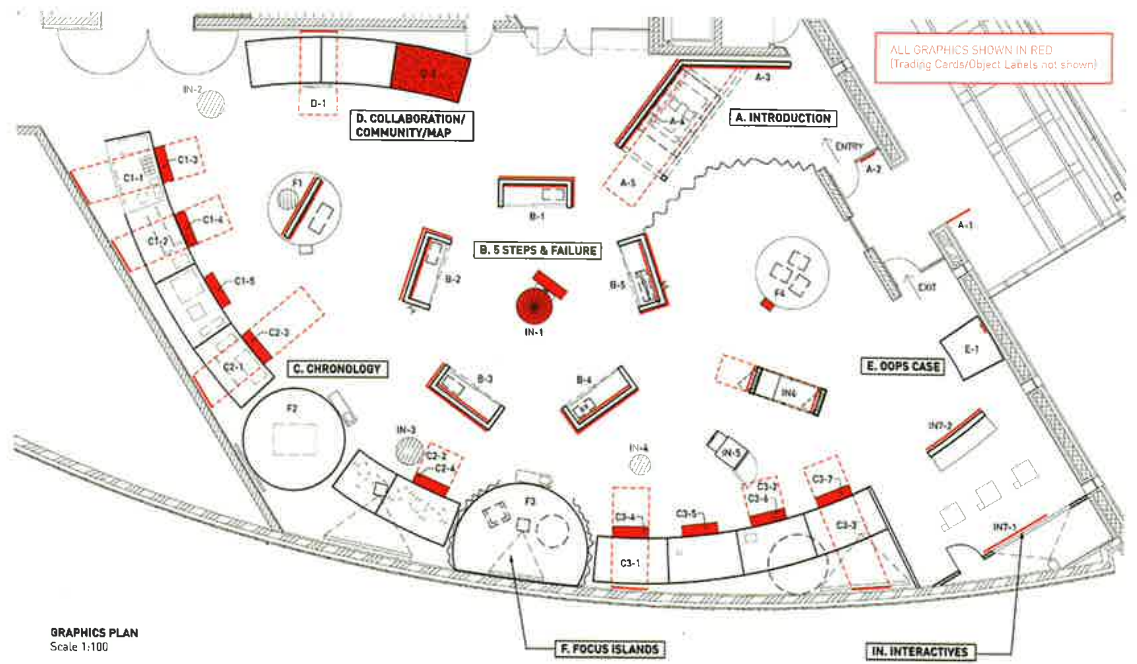 ALL GRAPHICS SHOWN IN RED
(Trading Cards/Object Labels not shown)
A-3
IN-2
D-1
D. COLLABORATION/
COMMUNITY/MAP
A-4
A. INTRODUCTION
ENTRY
A-2
A-5
C1-3
C1-1
F1
C1-4
C1-2
B-1
A-1
B. 5 STEPS & FAILURE
B-2
B-5
F4
EXIT
C1-5
IN-1
C2-3
C2-1
C. CHRONOLOGY
B-3
B-4
IN6
E. OOPS CASE
E-1
F2
IN-3
IN7-2
C2-2
C2-4
IN-4
IN-5
F3
C3-4
C3-5
C3-6
C3-7
C3-1
IN7-1
GRAPHICS PLAN
Scale 1:100
F. FOCUS ISLANDS
IN. INTERACTIVES